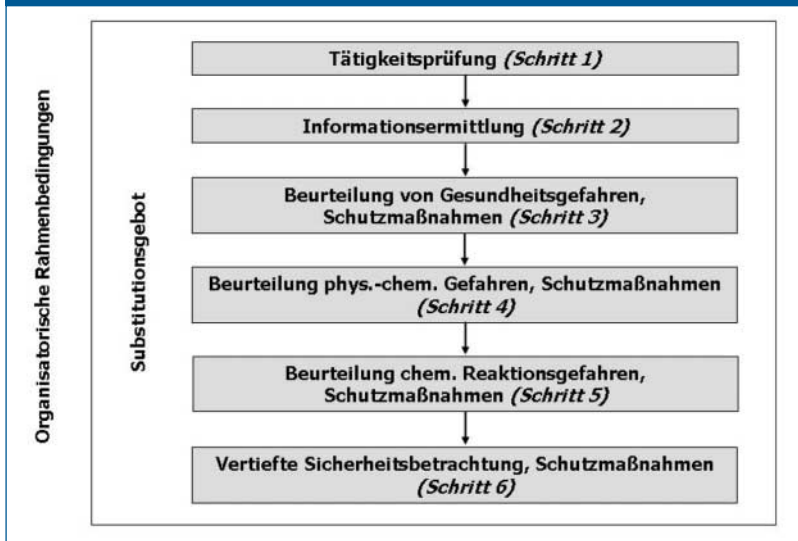 Organisatorische Rahmenbedingungen
Substitutionsgebot
Tätigkeitsprüfung (Schritt 1)
Informationsermittlung (Schritt 2)
Beurteilung von Gesundheitsgefahren,
Schutzmaßnahmen (Schritt 3)
Beurteilung phys.-chem. Gefahren, Schutzmaßnahmen
(Schritt 4)
Beurteilung chem. Reaktionsgefahren,
Schutzmaßnahmen (Schritt 5)
Vertiefte Sicherheitsbetrachtung, Schutzmaßnahmen
(Schritt 6)